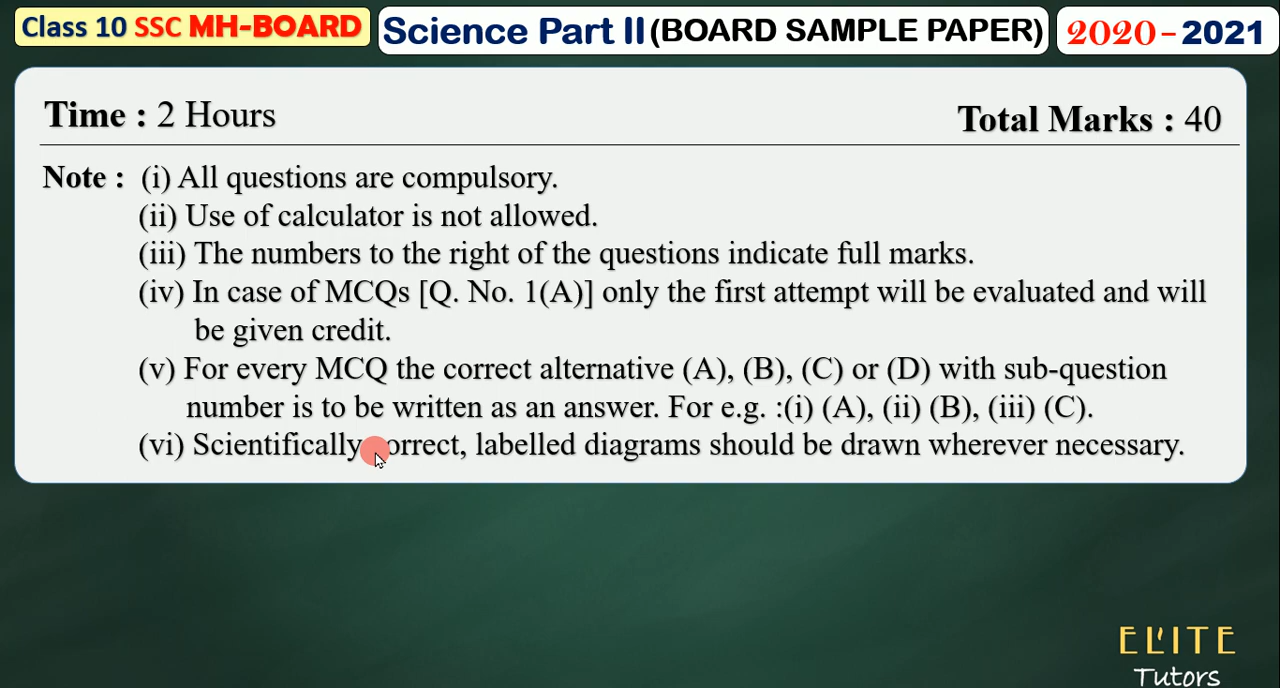 Class 10 SSC MH-BOARD Science Part II (BOARD SAMPLE PAPER) 2020-2021
Time : 2 Hours Total Marks : 40
Note : (i) All questions are compulsory.
(ii) Use of calculator is not allowed.
(iii) The numbers to the right of the questions indicate full marks.
(iv) In case of MCQs [Q. No. 1(A)] only the first attempt will be evaluated and will
be given credit.
(v) For every MCQ the correct alternative (A), (B), (C) or (D) with sub-question
number is to be written as an answer. For e.g. :(i) (A), (ii) (B), (iii) (C).
(vi) Scientifically correct, labelled diagrams should be drawn wherever necessary.
ELITE
Tutors